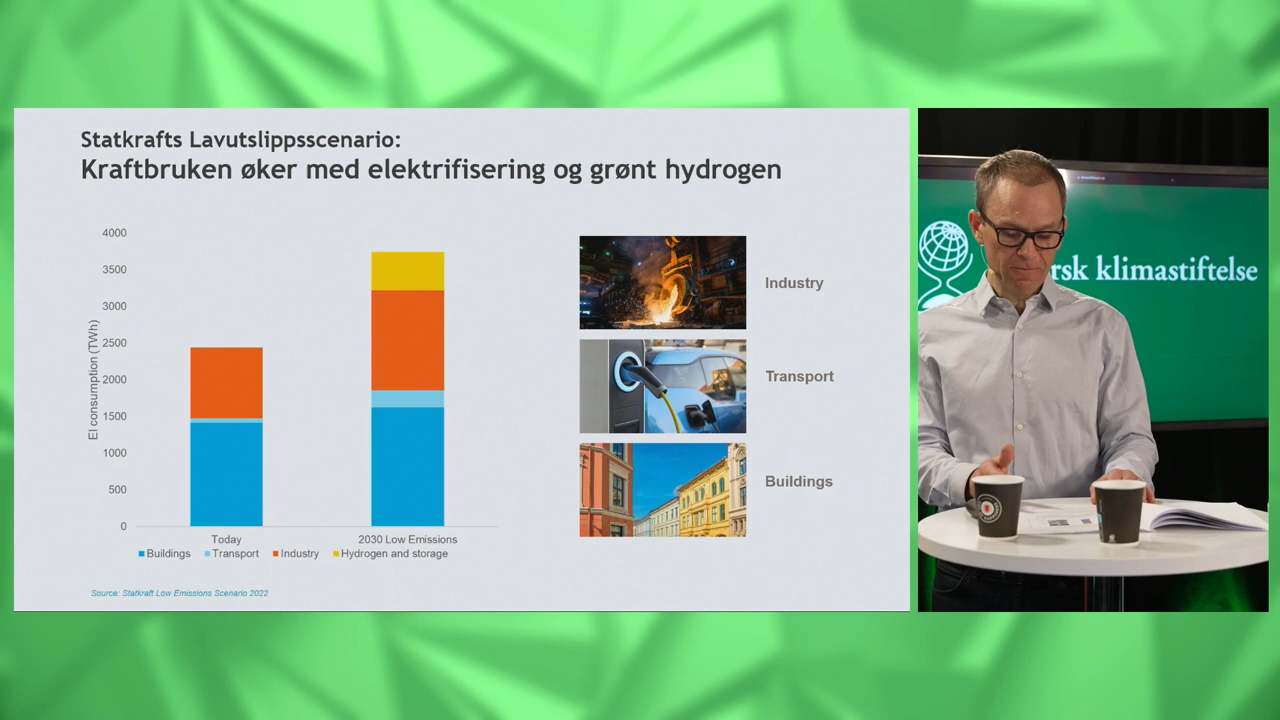 Statkrafts Lavutslippsscenario:
Kraftbruken øker med elektrifisering og grønt hydrogen
El consumption (TWh)
4000
3500
3000
2500
2000
1500
1000
500
0
Today
2030 Low Emissions
Buildings
Transport
Industry
Hydrogen and storage
Source: Statkraft Low Emissions Scenario 2022
Industry
Transport
Buildings
rsk klimastiftelse